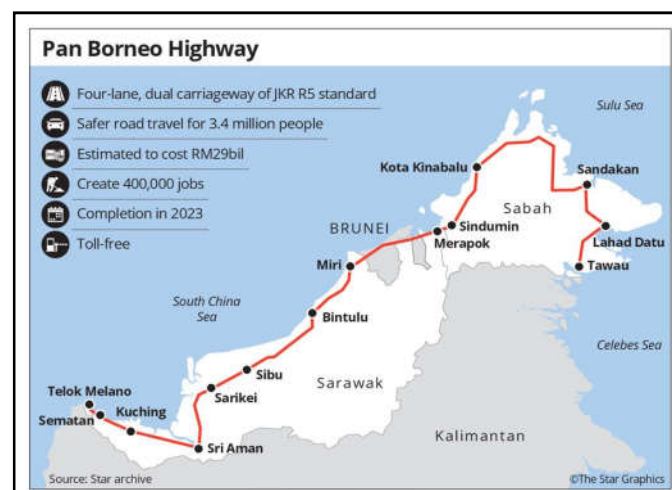 Pan Borneo Highway
Four-lane, dual carriageway of JKR R5 standard
Safer road travel for 3.4 million people
Estimated to cost RM29bil
Create 400,000 jobs
Completion in 2023
Toll-free
Sulu Sea
Kota Kinabalu
Sandakan
Sabah
BRUNEI
Sindumin
Merapok
Lahad Datu
Miri
Tawau
South China
Sea
Bintulu
Celebes Sea
Sibu
Sarawak
Sarikei
Telok Melano
Kuching
Sematan
Sri Aman
Kalimantan
Source: Star archive
©The Star Graphics